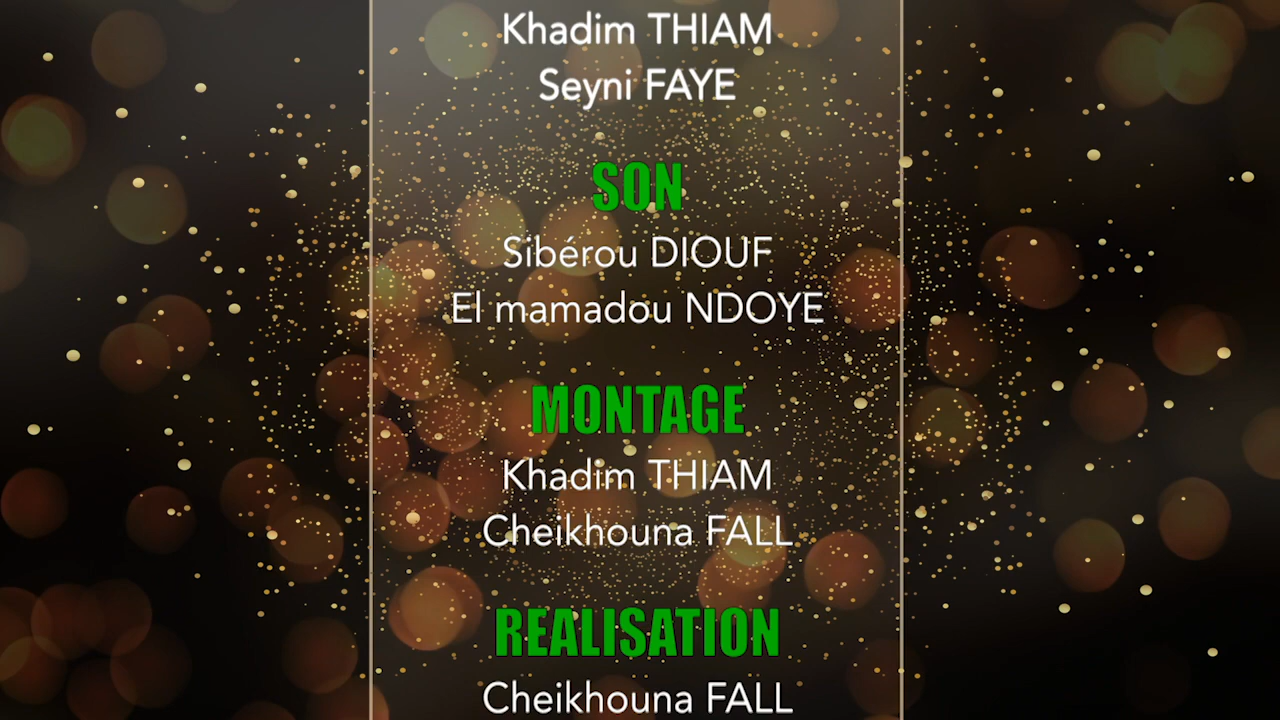 Khadim THIAM
Seyni FAYE
SON
Sibérou DIOUF
El mamadou NDOYE
MONTAGE
Khadim THIAM
Cheikhouna FALL
REALISATION
Cheikhouna FALL